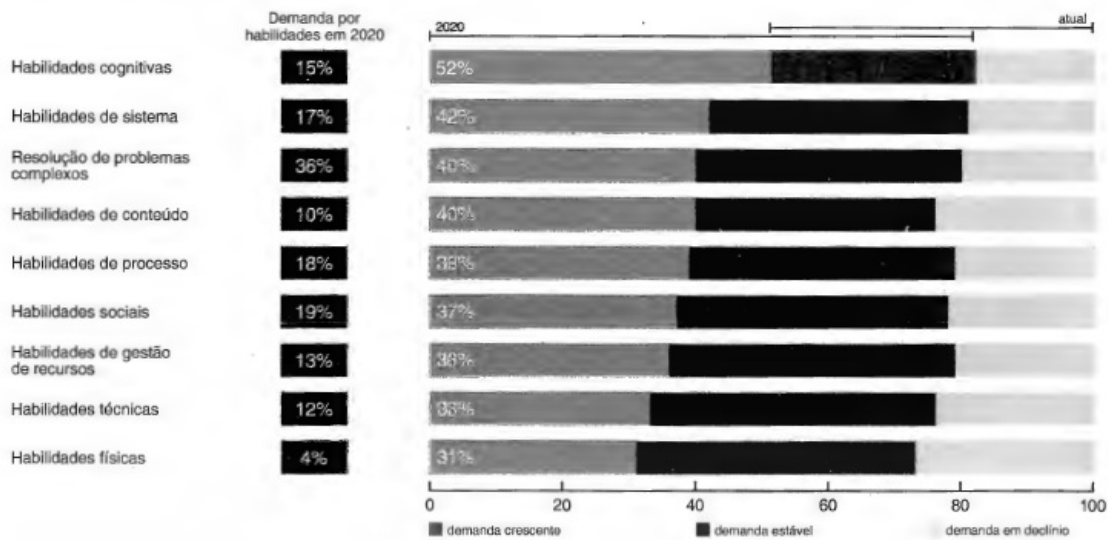 Demanda por
habilidades em 2020
2020
atual
Habilidades cognitivas 15% 52%
Habilidades de sistema 17% 42%
Resolução de problemas
complexos 36% 40%
Habilidades de conteúdo 10% 40%
Habilidades de processo 18% 39%
Habilidades sociais 19% 37%
Habilidades de gestão
de recursos 13% 36%
Habilidades técnicas 12% 33%
Habilidades físicas 4% 31%
0 20 40 60 80 100
demanda crescente demanda estável demanda em declínio